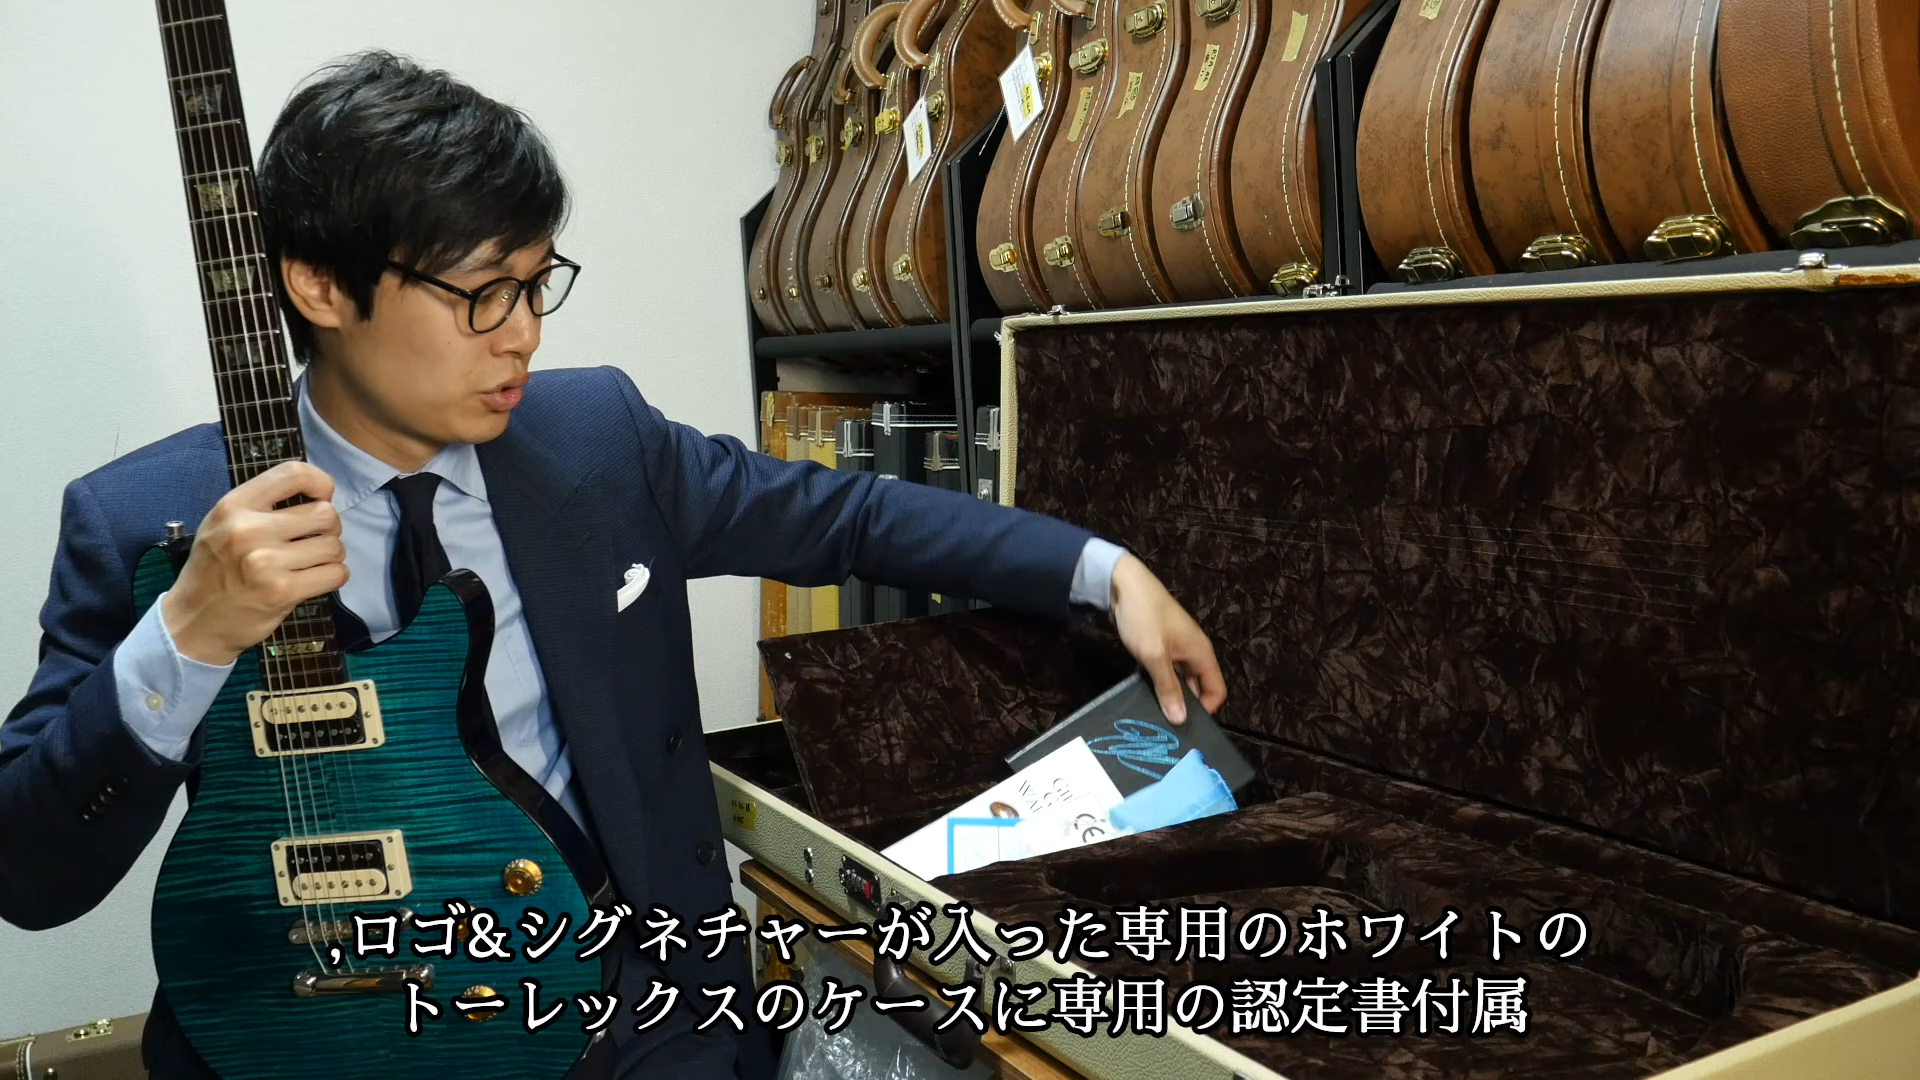 ,ロゴ&シグネチャーが入った専用のホワイトの
トーレックスのケースに専用の認定書付属
CE